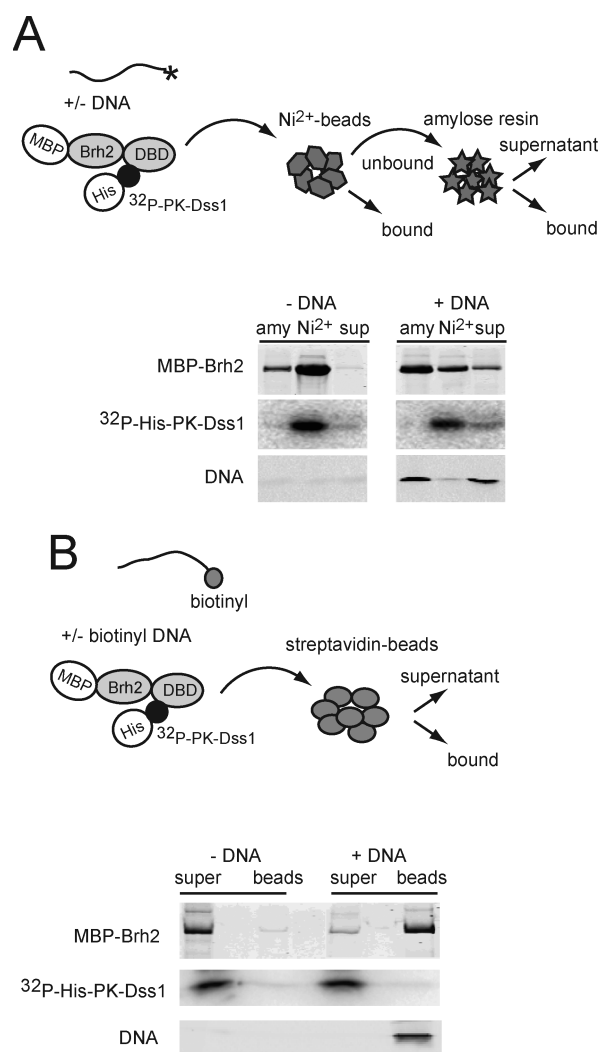 A
*
+/- DNA
MBP Brh2 DBD
His
32P-PK-Dss1
Ni2+-beads
unbound
bound
amylose resin
supernatant
bound
- DNA + DNA
amy Ni2+ sup amy Ni2+ sup
MBP-Brh2
32P-His-PK-Dss1
DNA
B
biotinyl
+/- biotinyl DNA
MBP Brh2 DBD
His
32P-PK-Dss1
streptavidin-beads
supernatant
bound
- DNA + DNA
super beads super beads
MBP-Brh2
32P-His-PK-Dss1
DNA